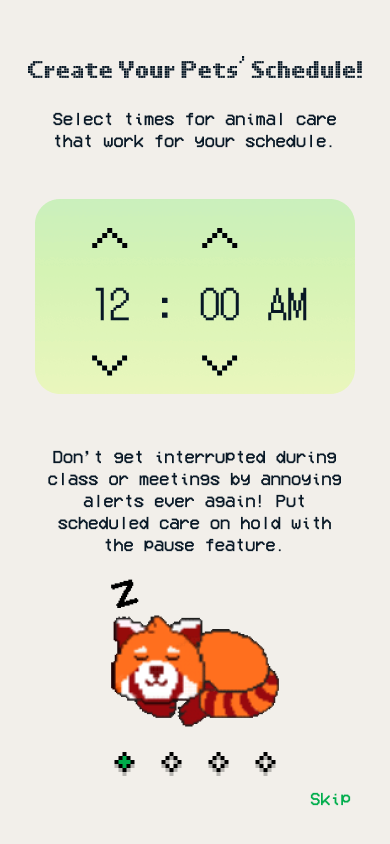 Create Your Pets' Schedule!
Select times for animal care
that work for your schedule.
12 : 00 AM
Don't get interrupted during
class or meetings by annoying
alerts ever again! Put
scheduled care on hold with
the pause feature.
Z
Skip